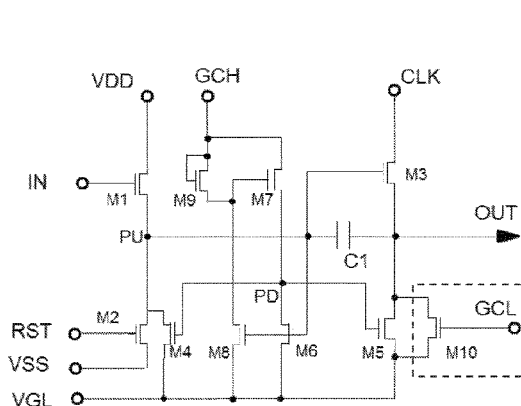 VDD GCH CLK
IN M1 M9 M7 M3
PU OUT
C1
PD GCL
RST M2 M4 M8 M6 M5 M10
VSS
VGL